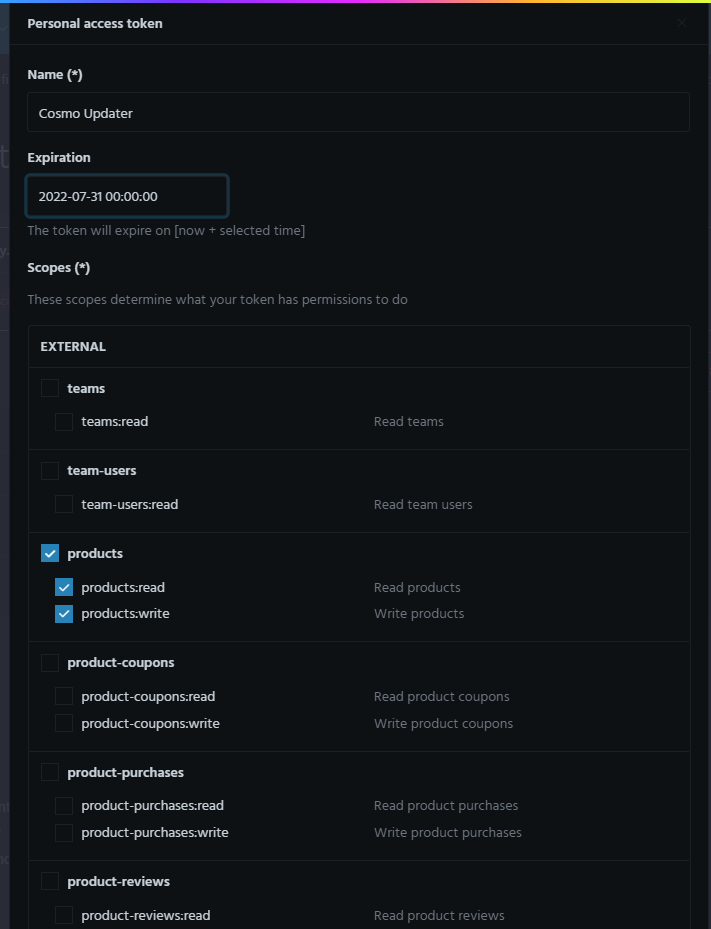 Personal access token
Name (*)
Cosmo Updater
Expiration
2022-07-31 00:00:00
The token will expire on [now + selected time]
Scopes (*)
These scopes determine what your token has permissions to do
EXTERNAL
teams
teams:read Read teams
team-users
team-users:read Read team users
products
products:read Read products
products:write Write products
product-coupons
product-coupons:read Read product coupons
product-coupons:write Write product coupons
product-purchases
product-purchases:read Read product purchases
product-purchases:write Write product purchases
product-reviews
product-reviews:read Read product reviews